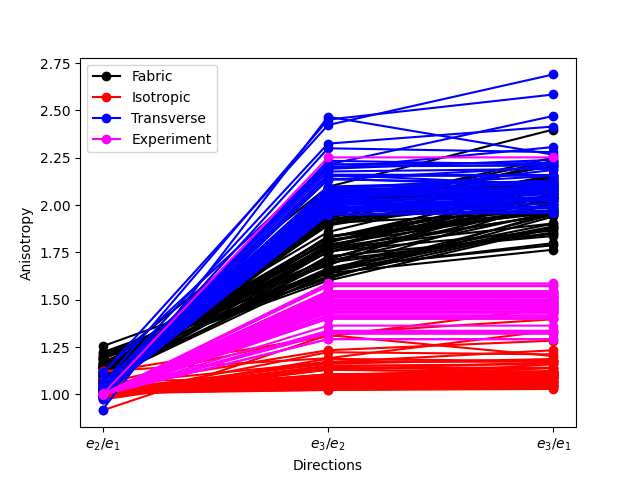 2.75
2.50
2.25
2.00
1.75
1.50
1.25
1.00
Anisotropy
Fabric
Isotropic
Transverse
Experiment
e₂/e₁ e₃/e₂ e₃/e₁
Directions